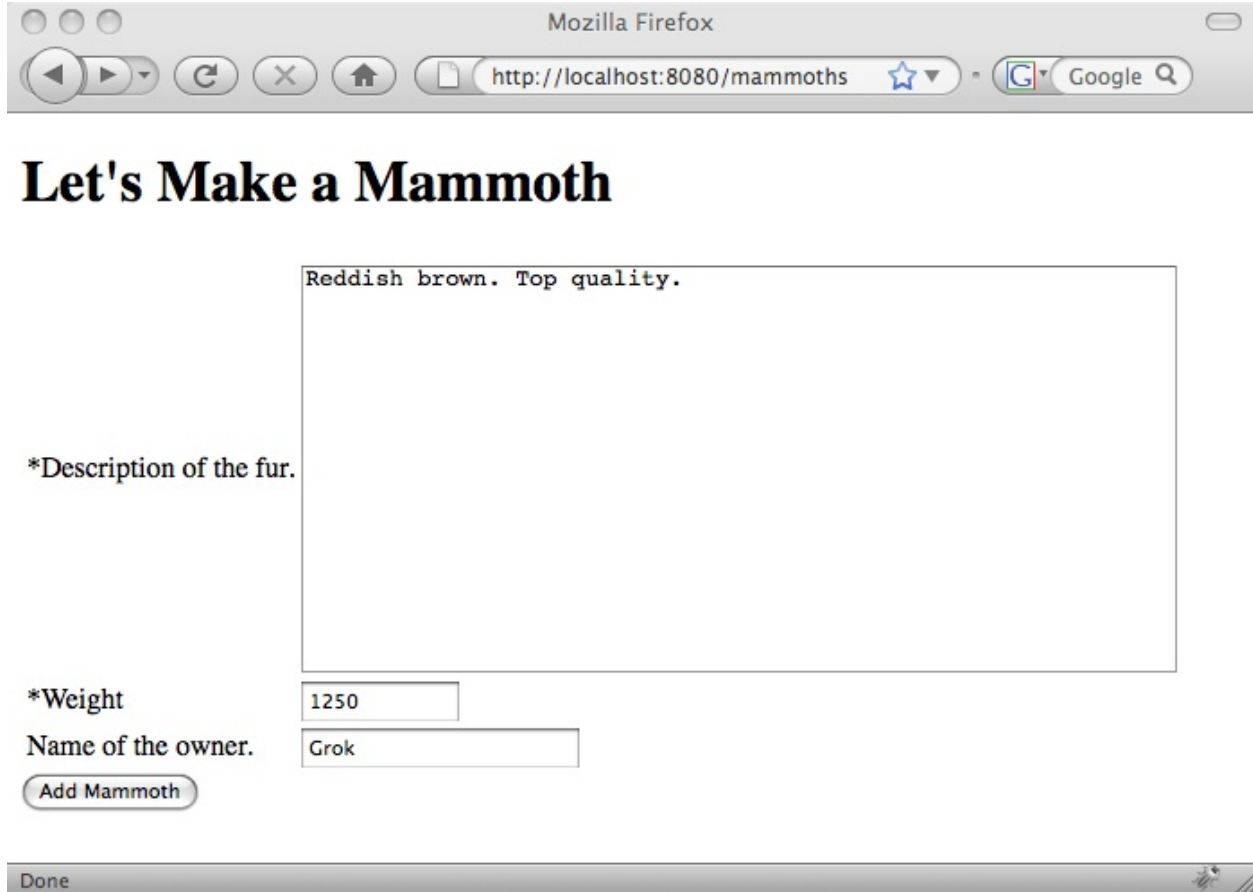 Mozilla Firefox
http://localhost:8080/mammoths
G
Google
Let's Make a Mammoth
Reddish brown. Top quality.
*Description of the fur.
*Weight
1250
Name of the owner.
Grok
Add Mammoth
Done